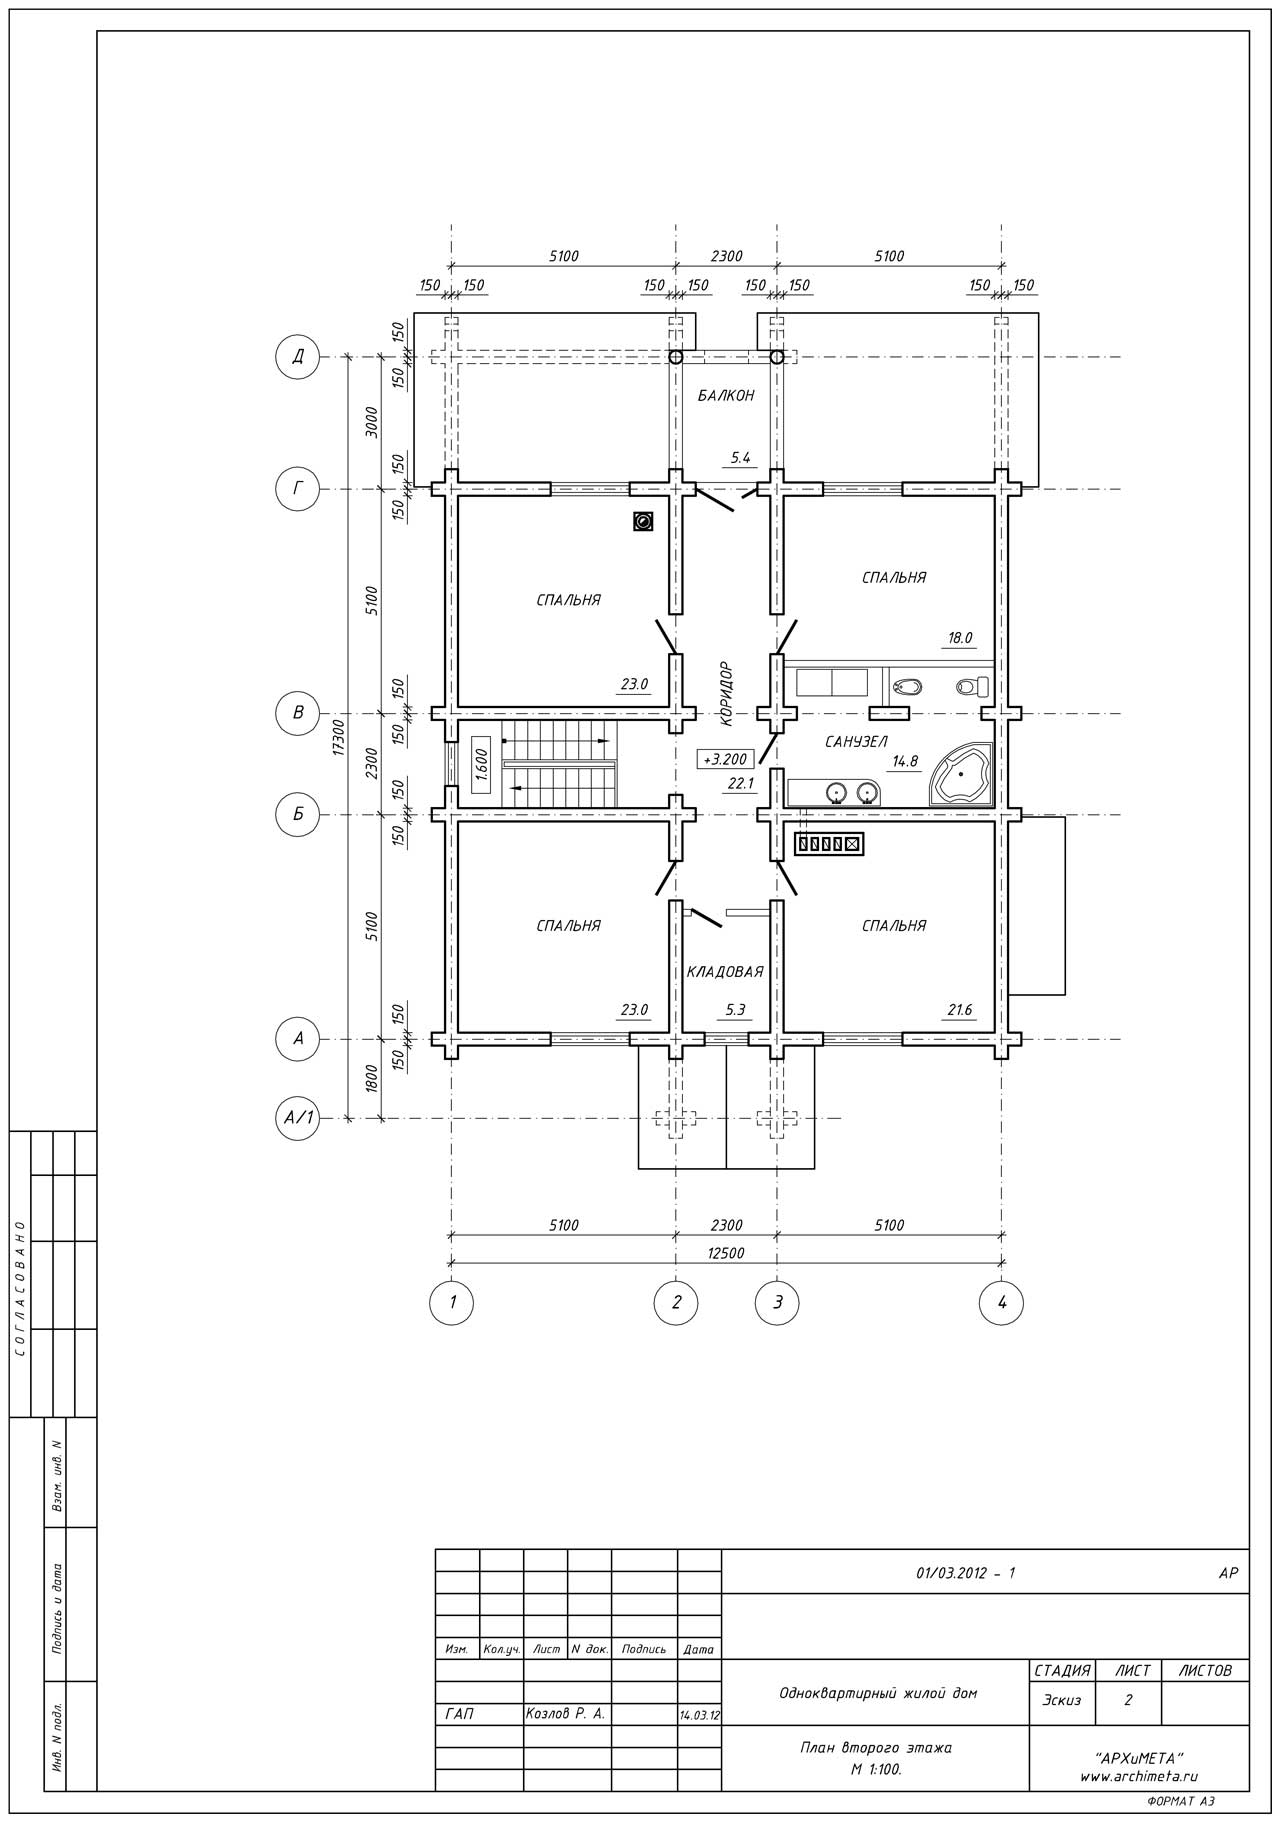 5100 2300 5100
150 150 150 150 150 150 150 150
Д
150
150
3000
БАЛКОН
5.4
Г
150
150
5100
СПАЛЬНЯ
СПАЛЬНЯ
18.0
23.0
КОРИДОР
В
150
150
17300
2300
1.600
+3.200
22.1
САНУЗЕЛ
14.8
Б
150
150
5100
СПАЛЬНЯ
СПАЛЬНЯ
КЛАДОВАЯ
23.0
5.3
21.6
А
150
150
1800
А/1
5100 2300 5100
12500
1 2 3 4
СОГЛАСОВАНО
Взам. инв. N
Подпись и дата
Инв. N подл.
01/03.2012 - 1 АР
Изм. Кол.уч. Лист N док. Подпись Дата
Одноквартирный жилой дом
СТАДИЯ ЛИСТ ЛИСТОВ
Эскиз 2
ГАП Козлов Р. А. 14.03.12
План второго этажа
М 1:100.
"АРХиМЕТА"
www.archimeta.ru
ФОРМАТ А3